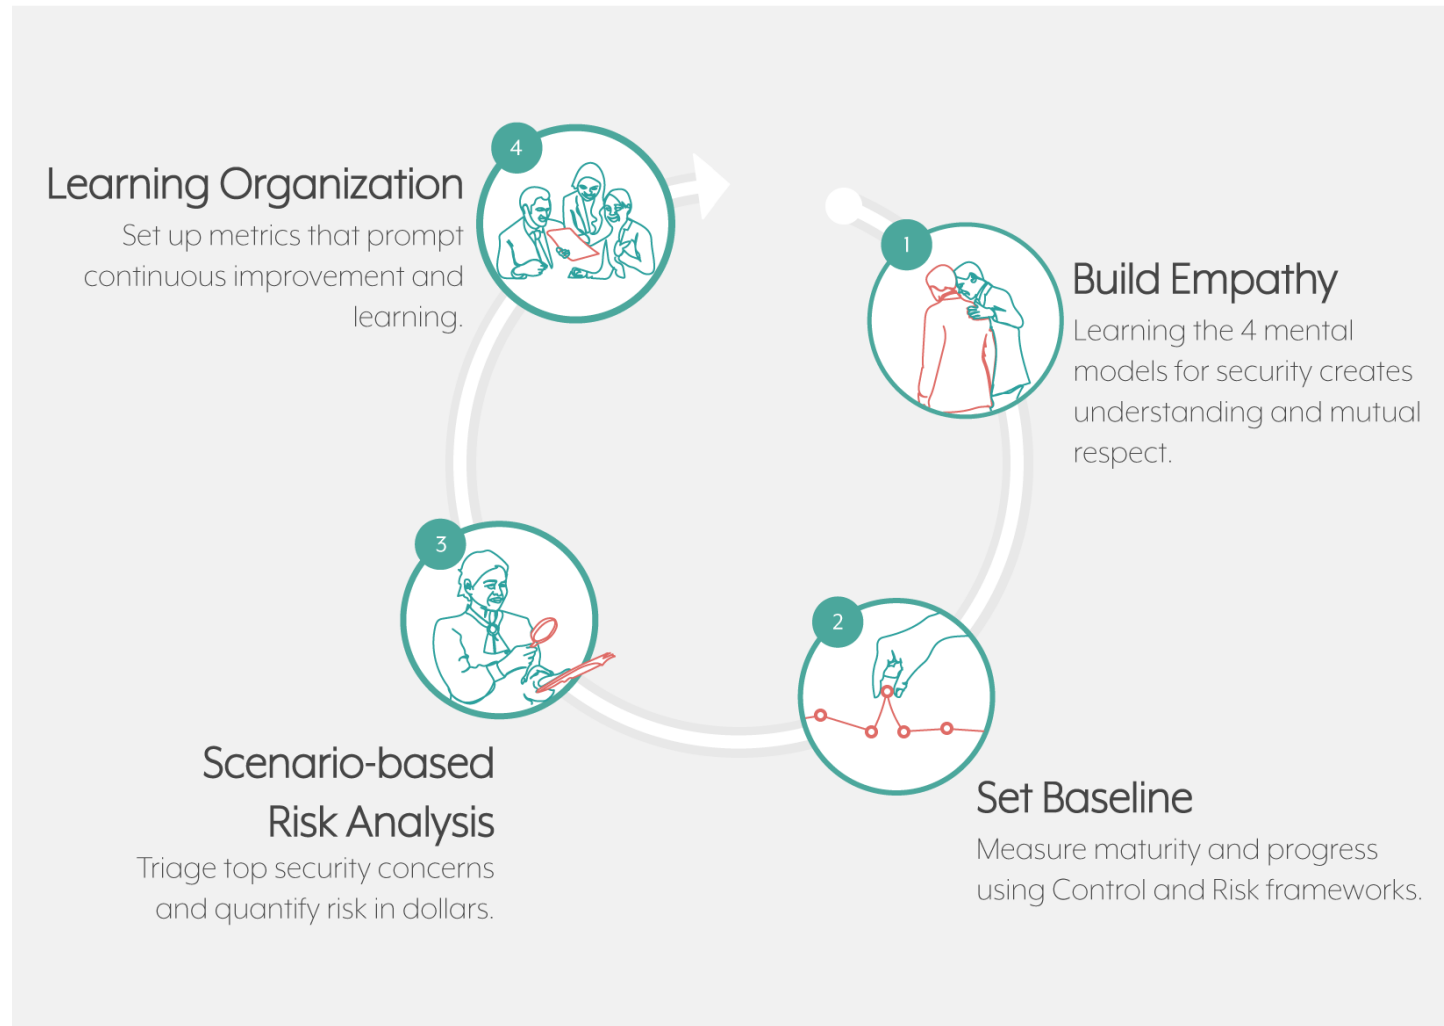 1
Build Empathy
Learning the 4 mental
models for security creates
understanding and mutual
respect.
2
Set Baseline
Measure maturity and progress
using Control and Risk frameworks.
3
Scenario-based
Risk Analysis
Triage top security concerns
and quantify risk in dollars.
4
Learning Organization
Set up metrics that prompt
continuous improvement and
learning.